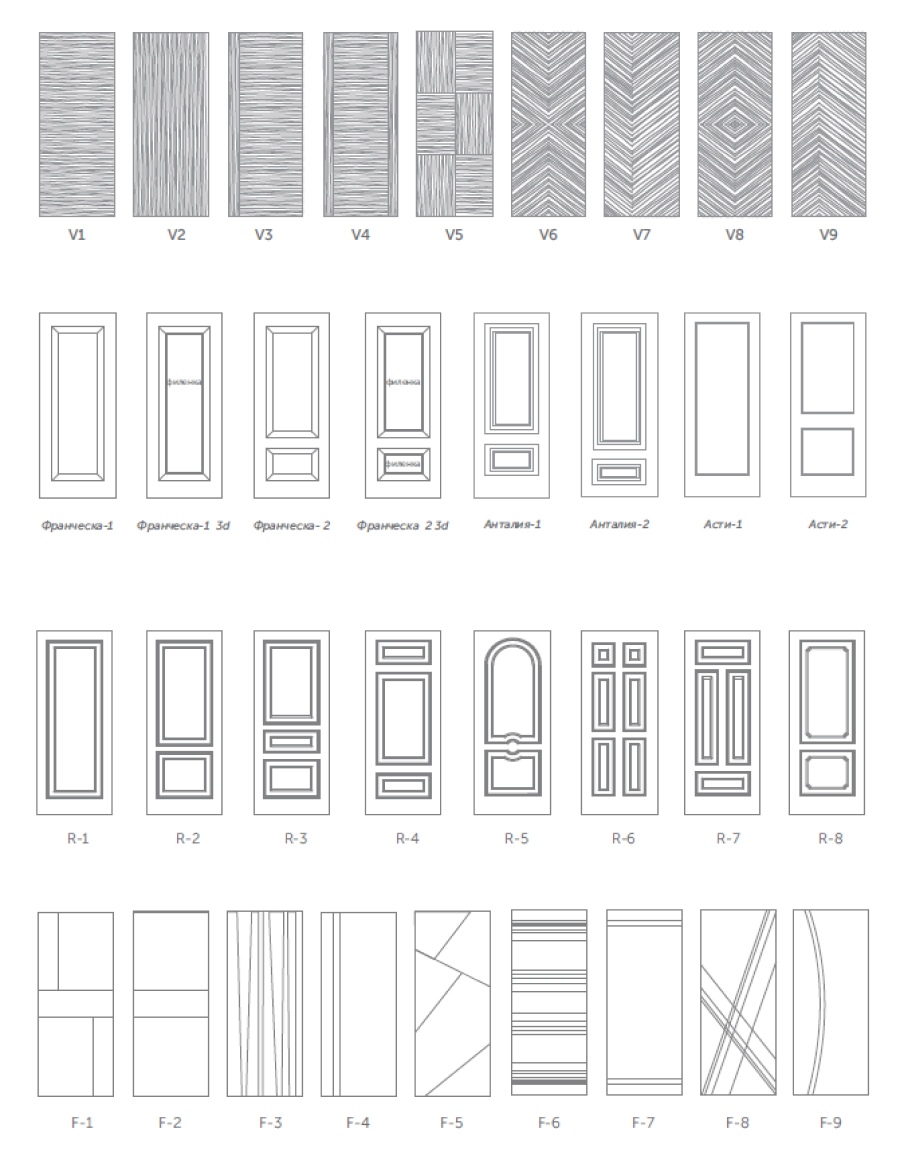 V1 V2 V3 V4 V5 V6 V7 V8 V9
филенка филенка
филенка
Франческа-1 Франческа-1 3d Франческа- 2 Франческа 2 3d Анталия-1 Анталия-2 Асти-1 Асти-2
R-1 R-2 R-3 R-4 R-5 R-6 R-7 R-8
F-1 F-2 F-3 F-4 F-5 F-6 F-7 F-8 F-9